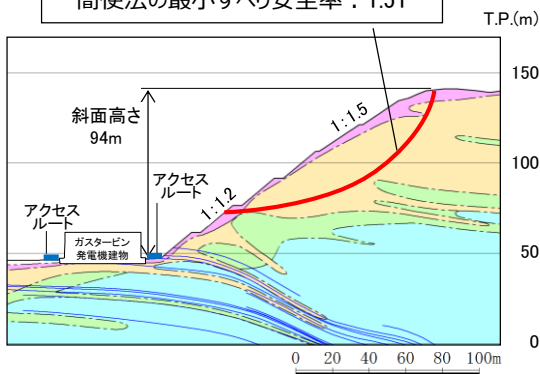 簡便法の最小すべり安全率：1.51
T.P.(m)
150
斜面高さ
94m
1：1.5
100
アクセス
ルート
アクセス
ルート
1：1.2
ガスタービン
発電機建物
50
0
0 20 40 60 80 100m